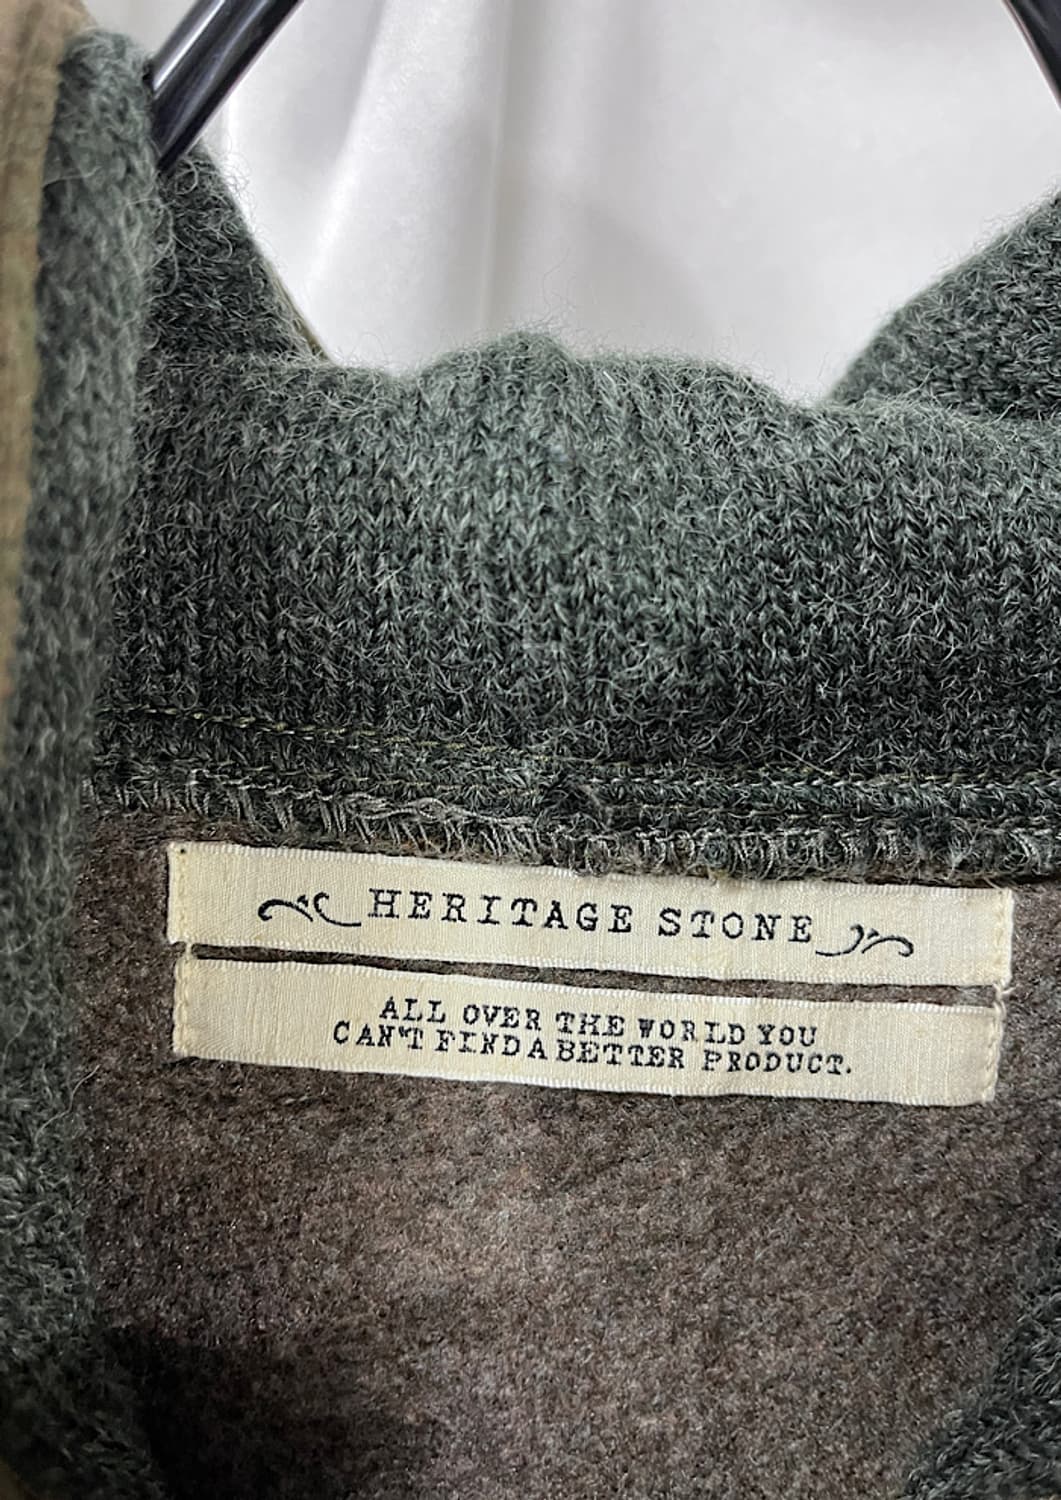 HERITAGE STONE
ALL OVER THE WORLD YOU
CAN'T FIND A BETTER PRODUCT.